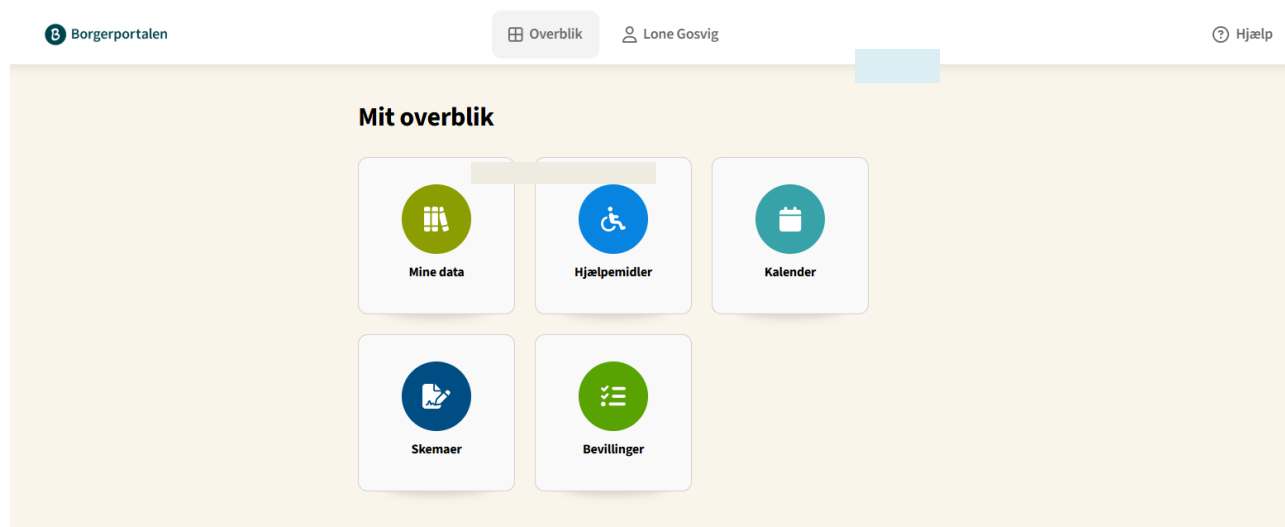 Borgerportalen
Overblik
Lone Gosvig
Hjælp
Mit overblik
Mine data
Hjælpemidler
Kalender
Skemaer
Bevillinger